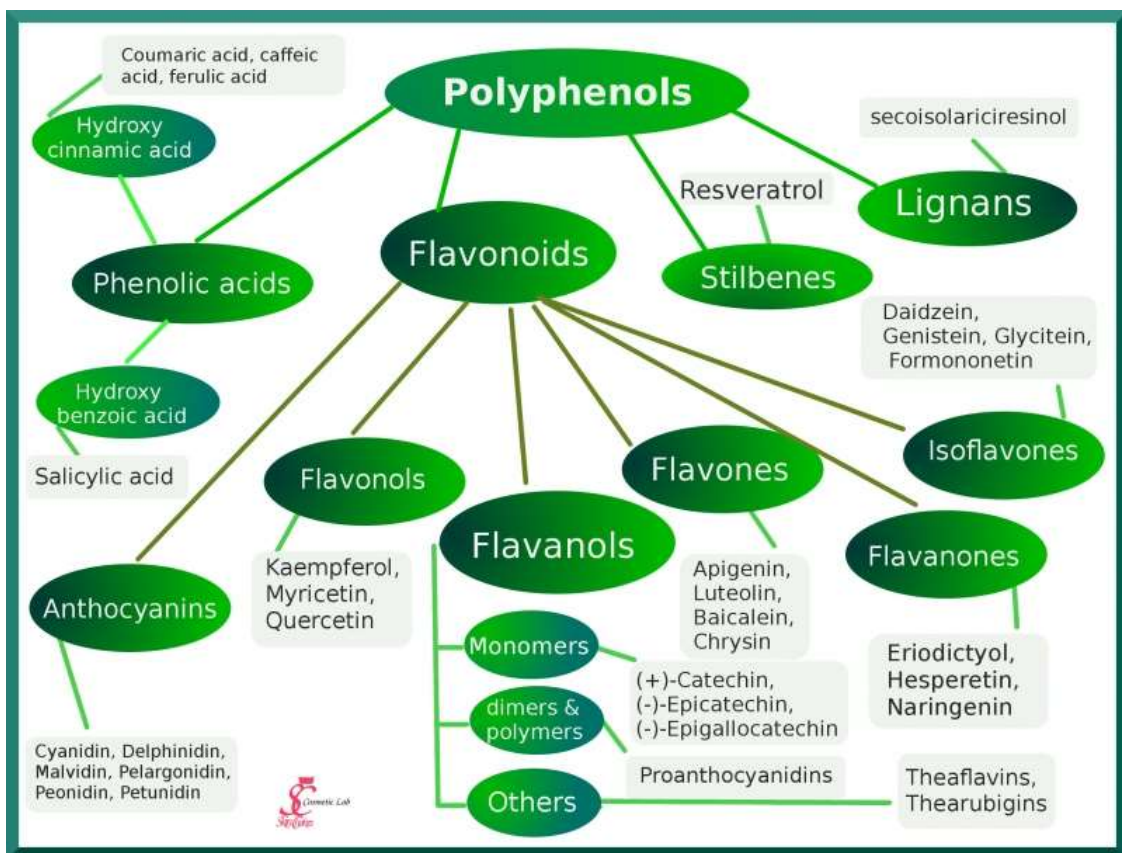 Polyphenols
Coumaric acid, caffeic
acid, ferulic acid
Hydroxy
cinnamic acid
Phenolic acids
Hydroxy
benzoic acid
Salicylic acid
Flavonoids
Resveratrol
Stilbenes
secoisolariciresinol
Lignans
Daidzein,
Genistein, Glycitein,
Formononetin
Isoflavones
Flavones
Apigenin,
Luteolin,
Baicalein,
Chrysin
Flavanones
Eriodictyol,
Hesperetin,
Naringenin
Flavonols
Kaempferol,
Myricetin,
Quercetin
Flavanols
Monomers
(+)-Catechin,
(-)-Epicatechin,
(-)-Epigallocatechin
dimers &
polymers
Proanthocyanidins
Others
Theaflavins,
Thearubigins
Anthocyanins
Cyanidin, Delphinidin,
Malvidin, Pelargonidin,
Peonidin, Petunidin
Cosmetic Lab